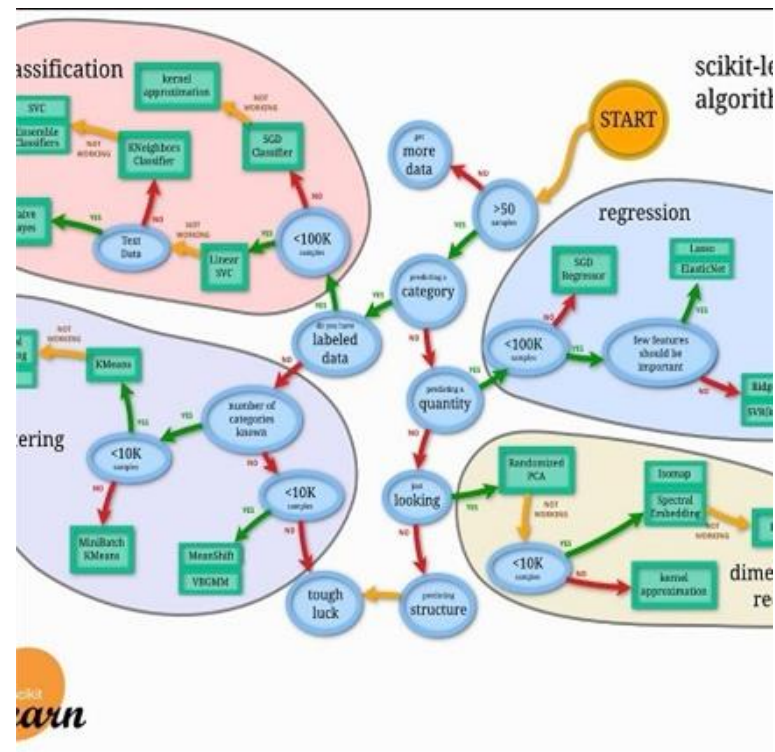 assification
kernel
approximation
NOT
WORKING
SVC
Ensemble
Classifiers
NOT
WORKING
KNeighbors
Classifier
SGD
Classifier
NO
NO
aive
ayes
YES
Text
Data
NOT
WORKING
Linear
SVC
YES
<100K
samples
YES
scikit-le
algorith
START
get
more
data
NO
>50
samples
YES
predicting a
category
YES
NO
do you have
labeled
data
NO
predicting a
quantity
YES
NO
just
looking
YES
NO
predicting
structure
tough
luck
regression
SGD
Regressor
Lasso
ElasticNet
NO
YES
<100K
samples
YES
few features
should be
important
NO
Ridg
SVR(k
tering
NOT
WORKING
KMeans
YES
number of
categories
known
YES
<10K
samples
NO
NO
MiniBatch
KMeans
<10K
samples
YES
NO
MeanShift
VBGMM
Randomized
PCA
NOT
WORKING
Isomap
Spectral
Embedding
NOT
WORKING
YES
<10K
samples
NO
kernel
approximation
dime
re
scikit
earn